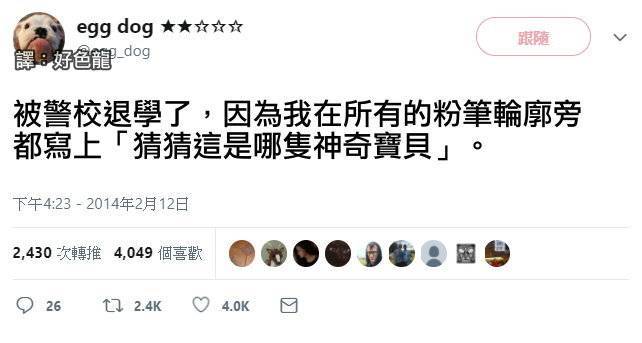 egg dog ★★☆☆☆
@egg_dog
譯：好色龍
跟隨
被警校退學了，因為我在所有的粉筆輪廓旁
都寫上「猜猜這是哪隻神奇寶貝」。
下午4:23 - 2014年2月12日
2,430 次轉推 4,049 個喜歡
26 2.4K 4.0K